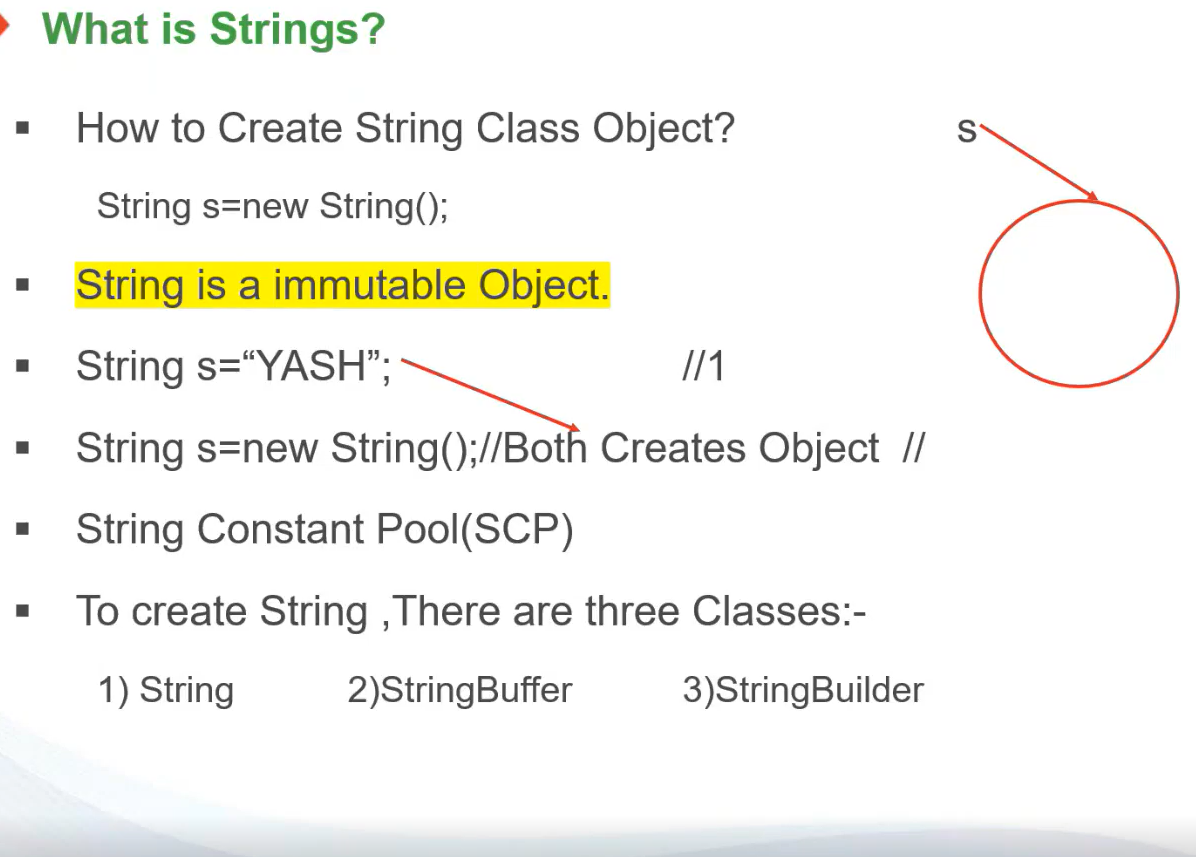 What is Strings?
▪ How to Create String Class Object? s
String s=new String();
▪ String is a immutable Object.
▪ String s=“YASH”; //1
▪ String s=new String();//Both Creates Object //
▪ String Constant Pool(SCP)
▪ To create String ,There are three Classes:-
1) String 2)StringBuffer 3)StringBuilder